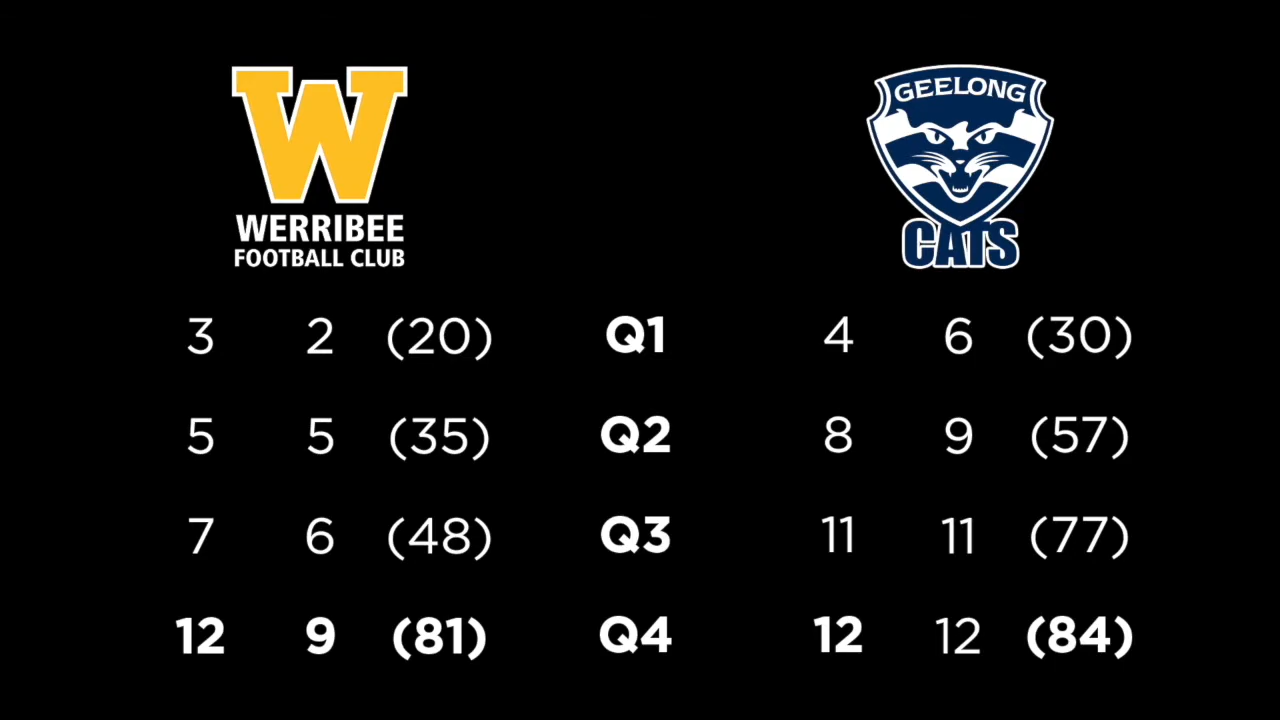 WERRIBEE
FOOTBALL CLUB
GEELONG
CATS
3 2 (20) Q1 4 6 (30)
5 5 (35) Q2 8 9 (57)
7 6 (48) Q3 11 11 (77)
12 9 (81) Q4 12 12 (84)